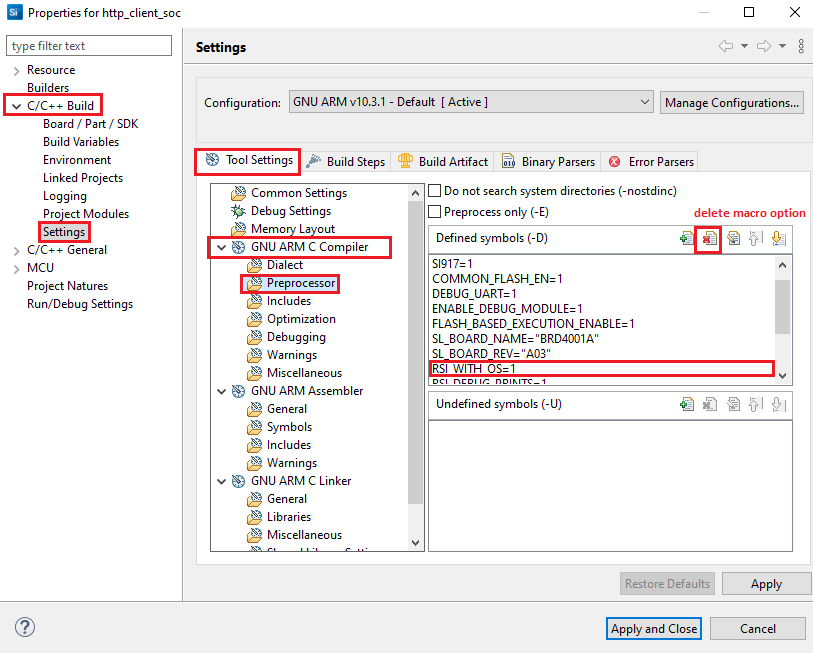 Si
Properties for http_client_soc
type filter text
Resource
Builders
C/C++ Build
Board / Part / SDK
Build Variables
Environment
Linked Projects
Logging
Project Modules
Settings
C/C++ General
MCU
Project Natures
Run/Debug Settings
Settings
Configuration:
GNU ARM v10.3.1 - Default [ Active ]
Manage Configurations...
Tool Settings
Build Steps
Build Artifact
Binary Parsers
Error Parsers
Common Settings
Debug Settings
Memory Layout
GNU ARM C Compiler
Dialect
Preprocessor
Includes
Optimization
Debugging
Warnings
Miscellaneous
GNU ARM Assembler
General
Symbols
Includes
Warnings
GNU ARM C Linker
General
Libraries
Miscellaneous
Do not search system directories (-nostdinc)
Preprocess only (-E)
delete macro option
Defined symbols (-D)
SI917=1
COMMON_FLASH_EN=1
DEBUG_UART=1
ENABLE_DEBUG_MODULE=1
FLASH_BASED_EXECUTION_ENABLE=1
SL_BOARD_NAME="BRD4001A"
SL_BOARD_REV="A03"
RSI_WITH_OS=1
RSI_DEBUG_PRINTS=1
Undefined symbols (-U)
Restore Defaults
Apply
?
Apply and Close
Cancel